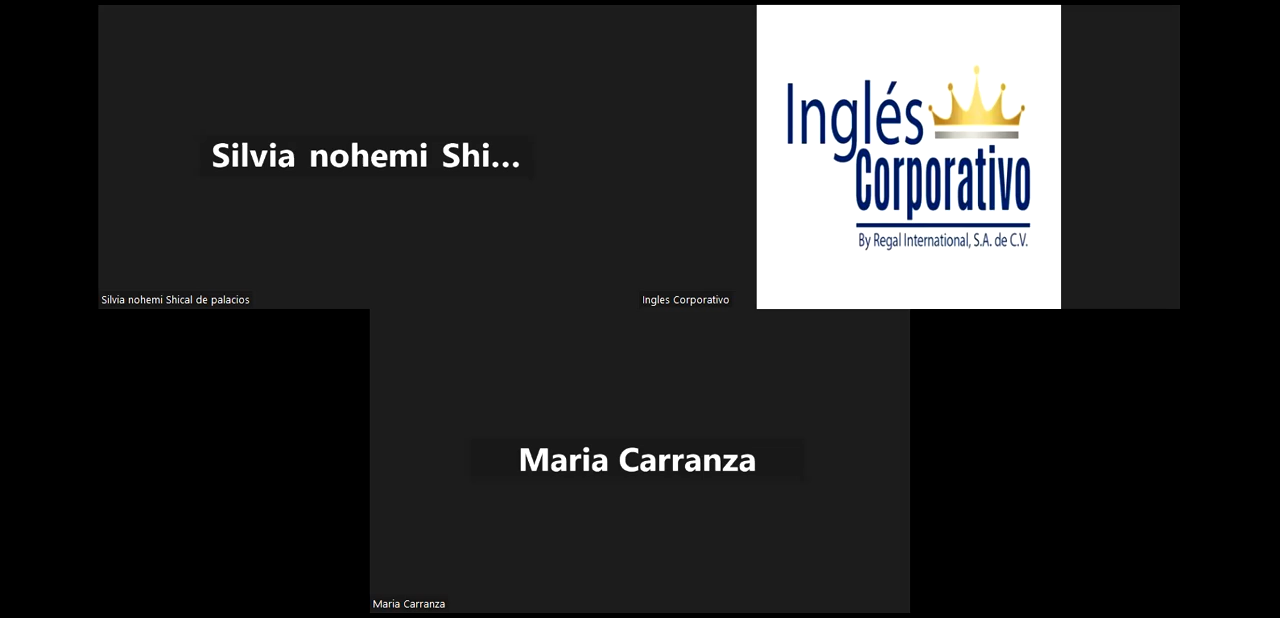 Silvia nohemi Shi...
Silvia nohemi Shical de palacios
Inglés
Corporativo
By Regal International, S.A. de C.V.
Ingles Corporativo
Maria Carranza
Maria Carranza